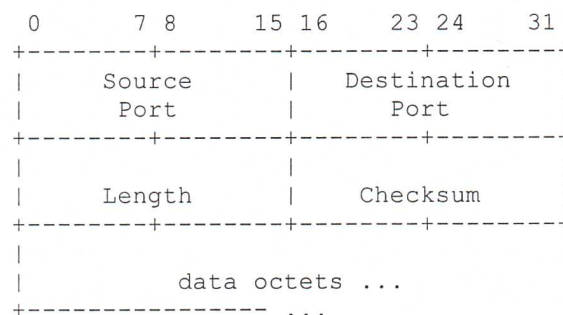 0 7 8 15 16 23 24 31
Source Destination
Port Port
Length Checksum
data octets ...
...